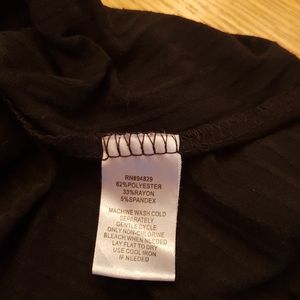 RN#94829
62%POLYESTER
33%RAYON
5%SPANDEX
MACHINE WASH COLD
SEPARATELY
GENTLE CYCLE
ONLY NON-CHLORINE
BLEACH WHEN NEEDED
LAY FLAT TO DRY
USE COOL IRON
IF NEEDED